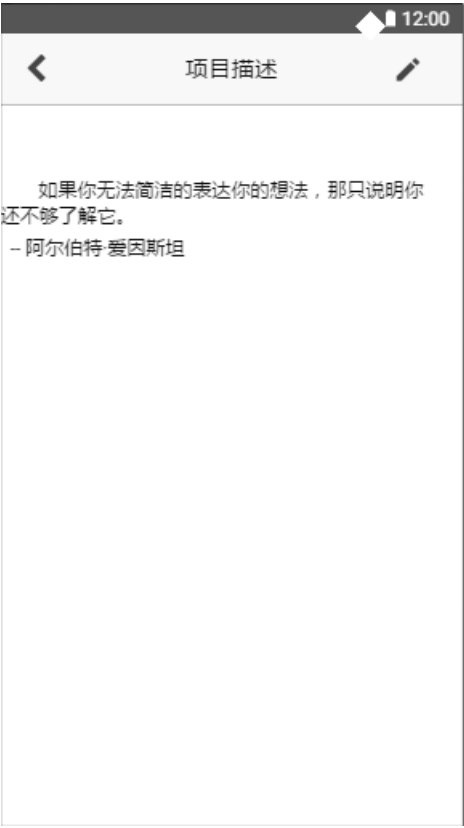 12:00
项目描述
如果你无法简洁的表达你的想法，那只说明你
还不够了解它。
-- 阿尔伯特·爱因斯坦